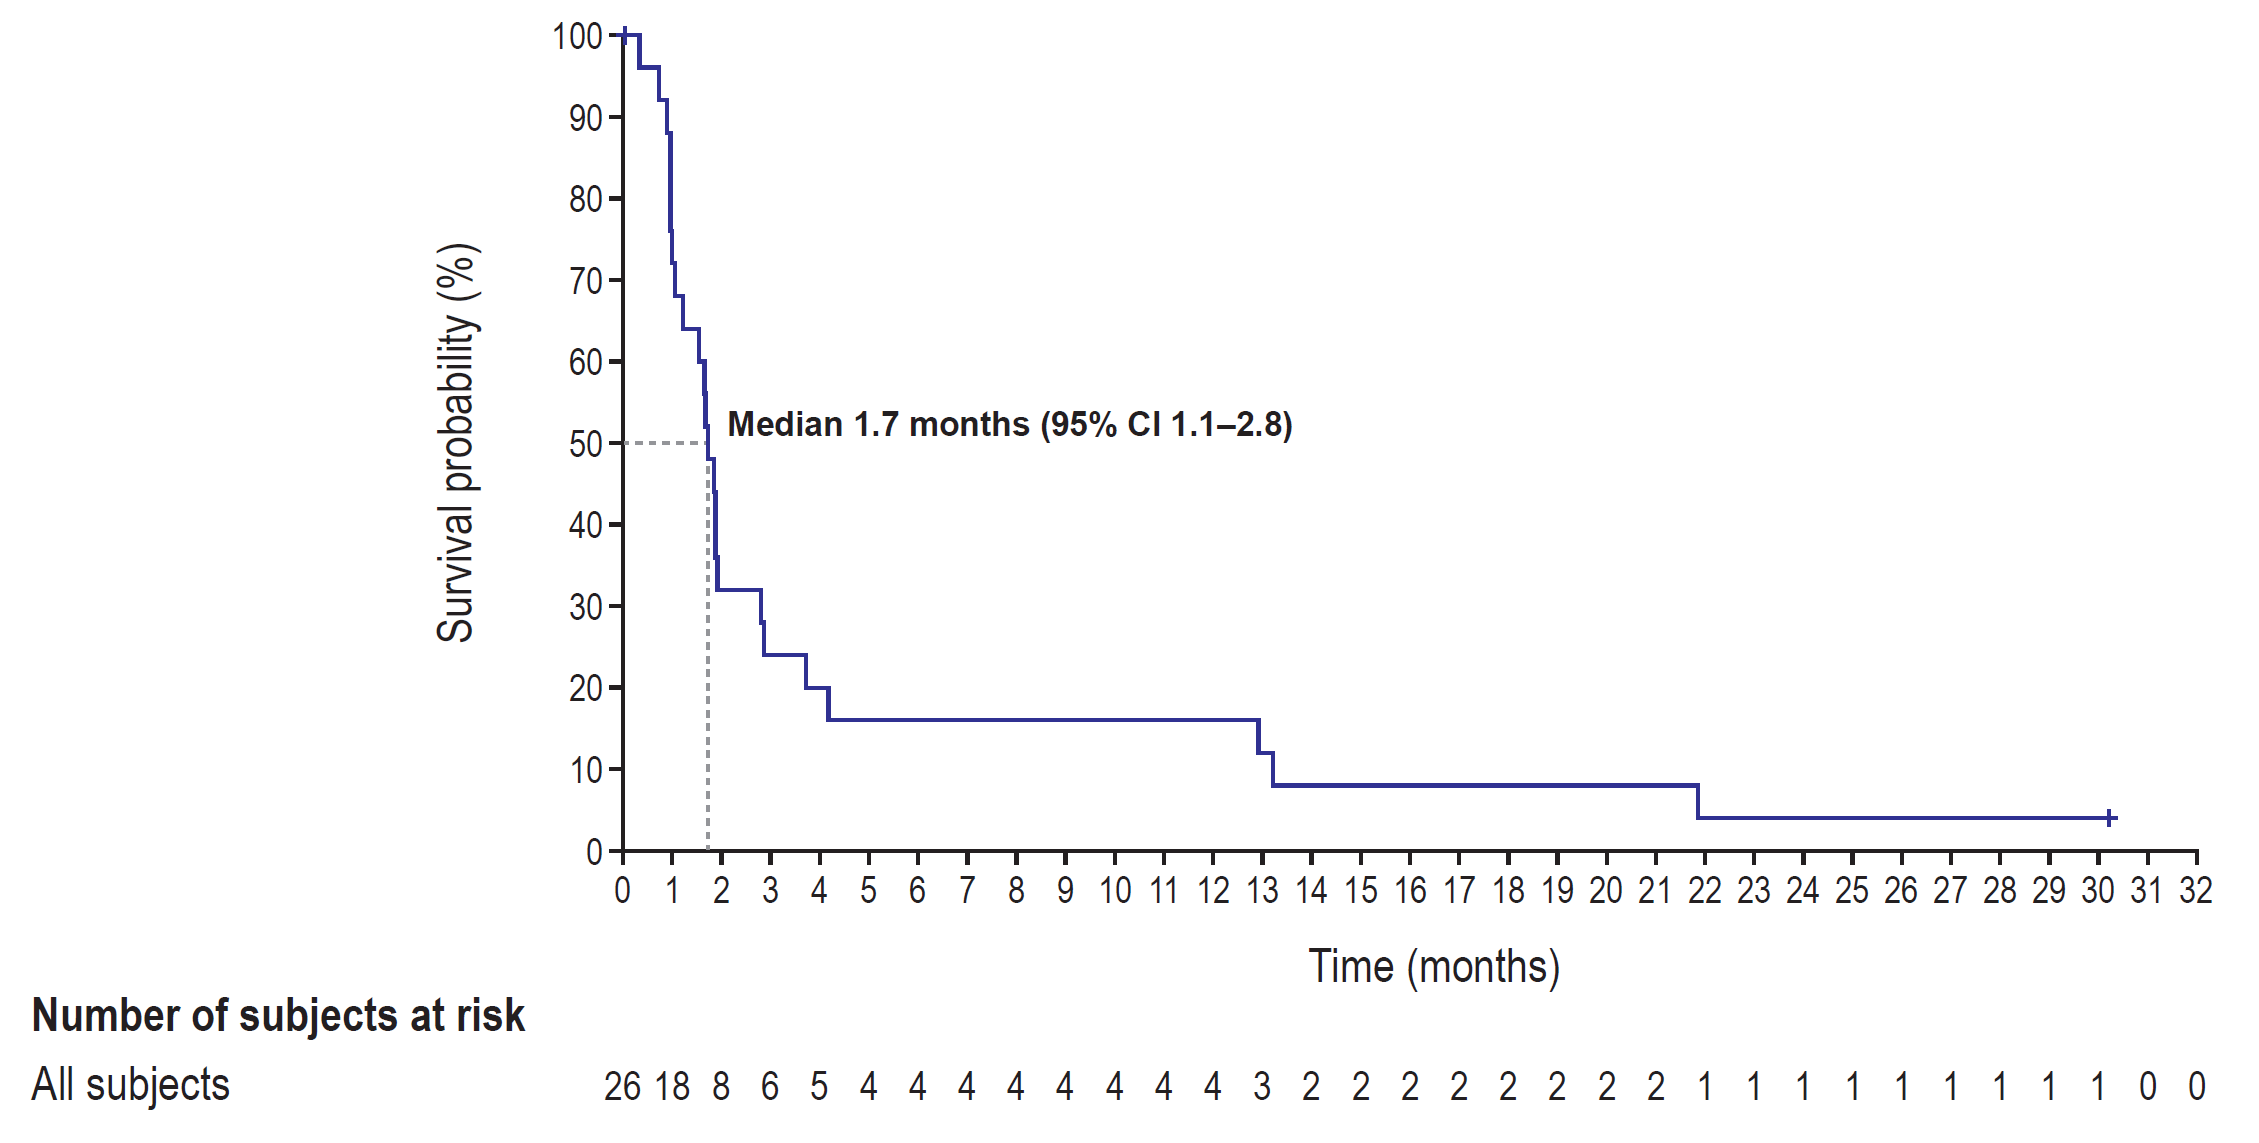 100
90
80
70
60
50
40
30
20
10
0
Survival probability (%)
Median 1.7 months (95% CI 1.1–2.8)
0 1 2 3 4 5 6 7 8 9 10 11 12 13 14 15 16 17 18 19 20 21 22 23 24 25 26 27 28 29 30 31 32
Time (months)
Number of subjects at risk
All subjects 26 18 8 6 5 4 4 4 4 4 4 4 4 3 2 2 2 2 2 2 2 2 1 1 1 1 1 1 1 1 1 0 0